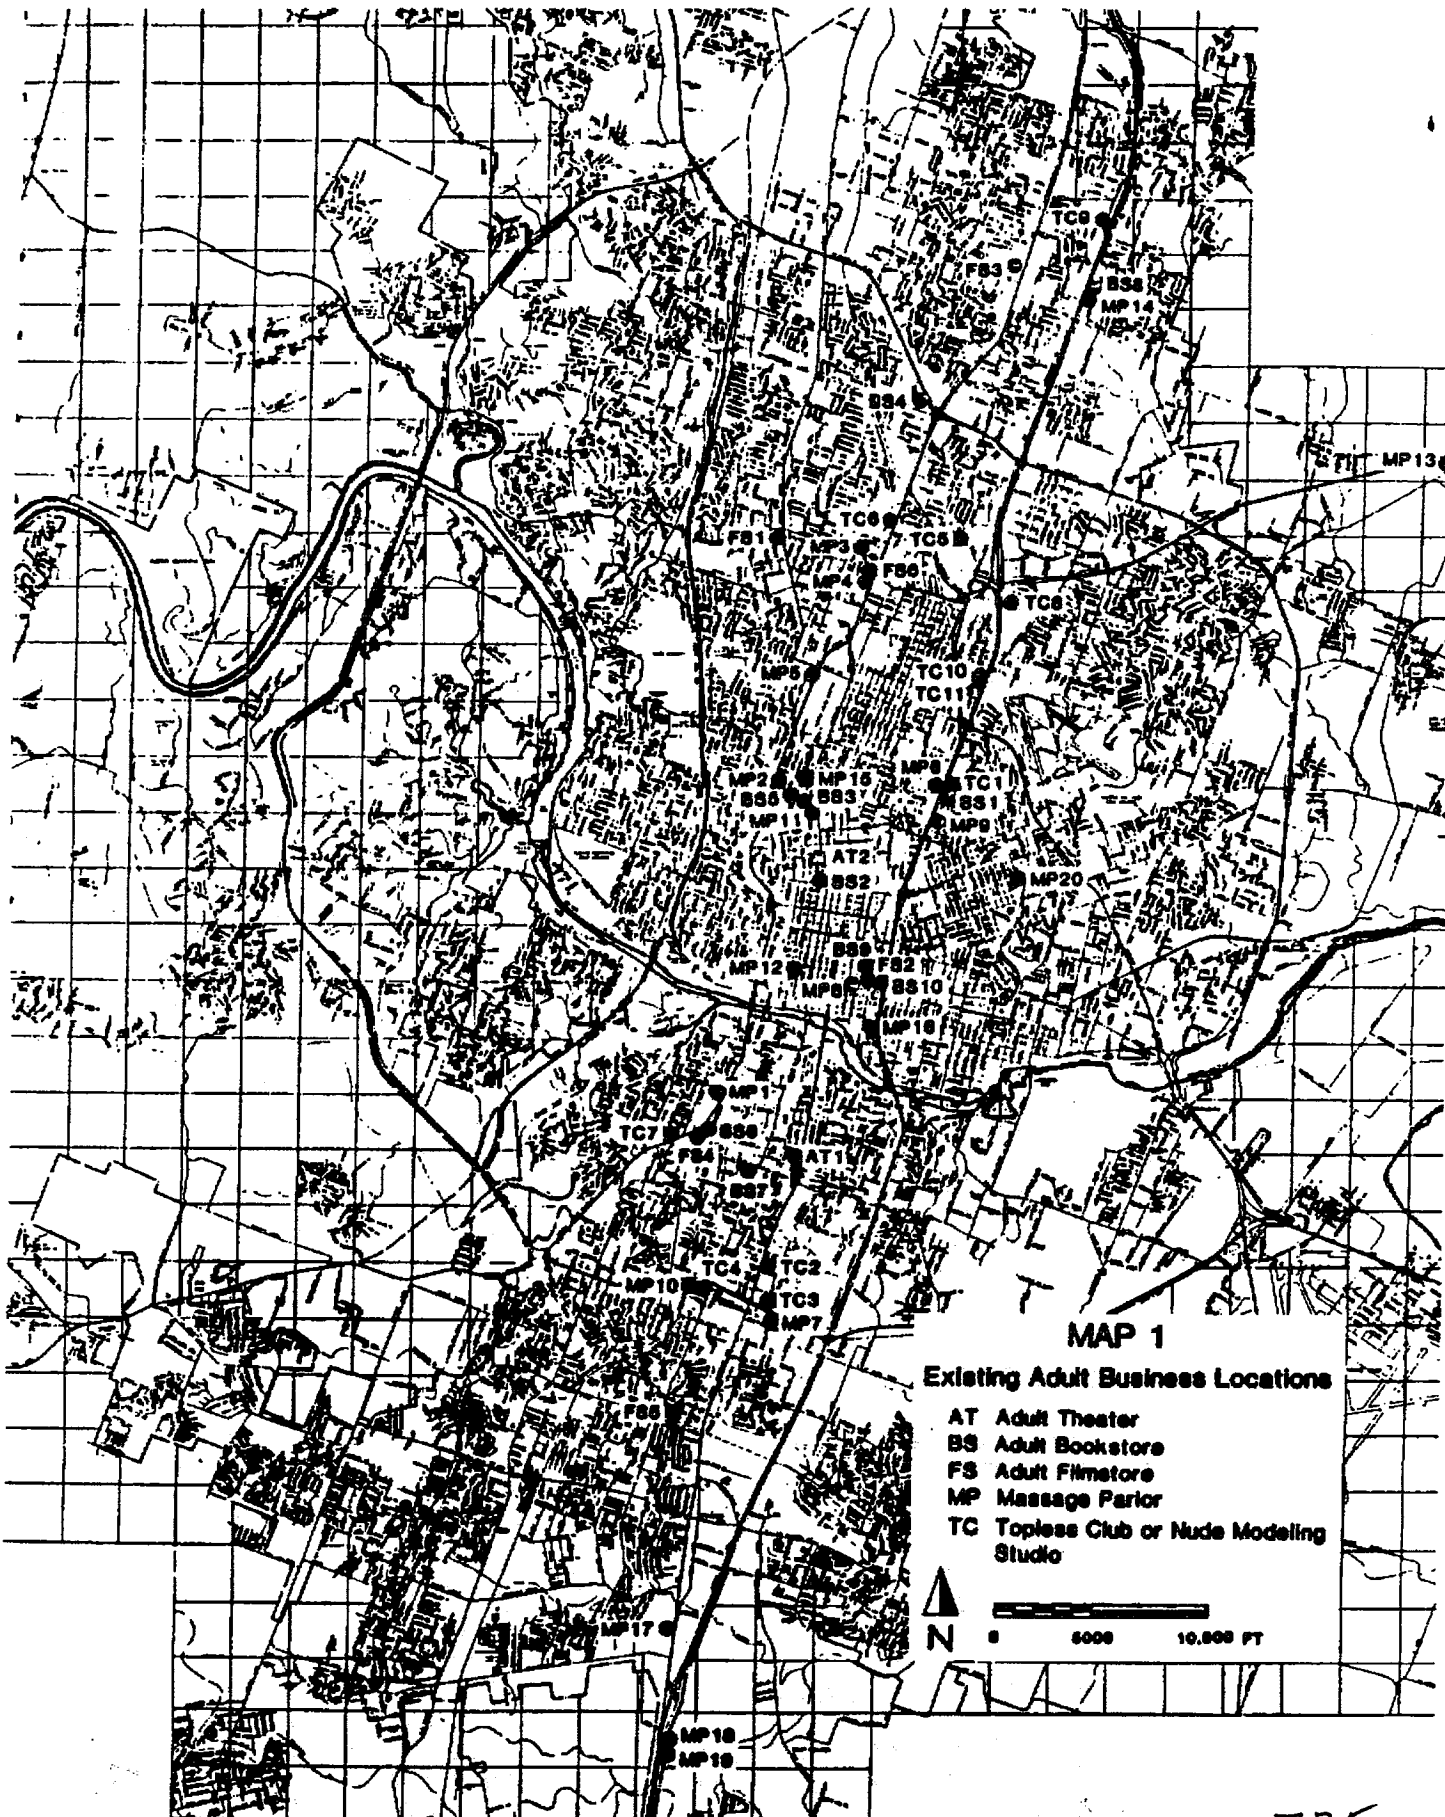 TC9
FS3
BS8
MP14
BS4
MP13
TC6
FS1
TC5
MP3
FS6
MP4
TC8
MP5
TC10
TC11
MP2
MP15
TC1
BS5
BS3
BS1
MP11
MP9
AT2
BS2
MP20
BS9
MP12
FS2
BS10
MP16
MP1
TC7
BS6
FS4
AT1
BS7
TC4
TC2
MP10
TC3
MP7
MAP 1
Existing Adult Business Locations
AT Adult Theater
BS Adult Bookstore
FS Adult Filmstore
MP Massage Parlor
TC Topless Club or Nude Modeling
Studio
N
0 5000 10,000 FT
MP17
MP18
MP19